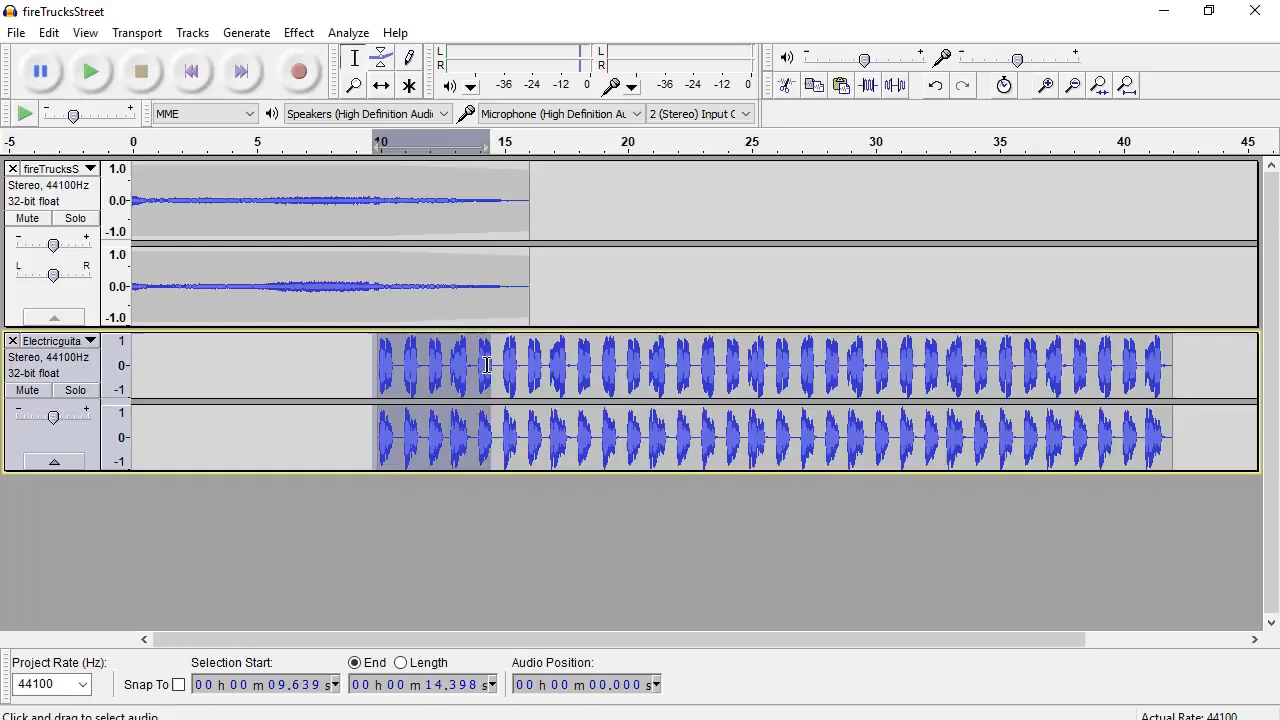 fireTrucksStreet
File Edit View Transport Tracks Generate Effect Analyze Help
L
R
-36 -24 -12 0
L
R
-36 -24 -12 0
MME
Speakers (High Definition Audi
Microphone (High Definition Au
2 (Stereo) Input C
-5 0 5 10 15 20 25 30 35 40 45
fireTrucksS
Stereo, 44100Hz
32-bit float
Mute Solo
- +
L R
1.0
0.0-
-1.0
1.0
0.0-
-1.0
Electricguita
Stereo, 44100Hz
32-bit float
Mute Solo
- +
1
0-
-1
1
0-
-1
Project Rate (Hz):
44100
Snap To
Selection Start:
00 h 00 m 09.639 s
End Length
00 h 00 m 14.398 s
Audio Position:
00 h 00 m 00.000 s
Click and drag to select audio
Actual Rate: 44100